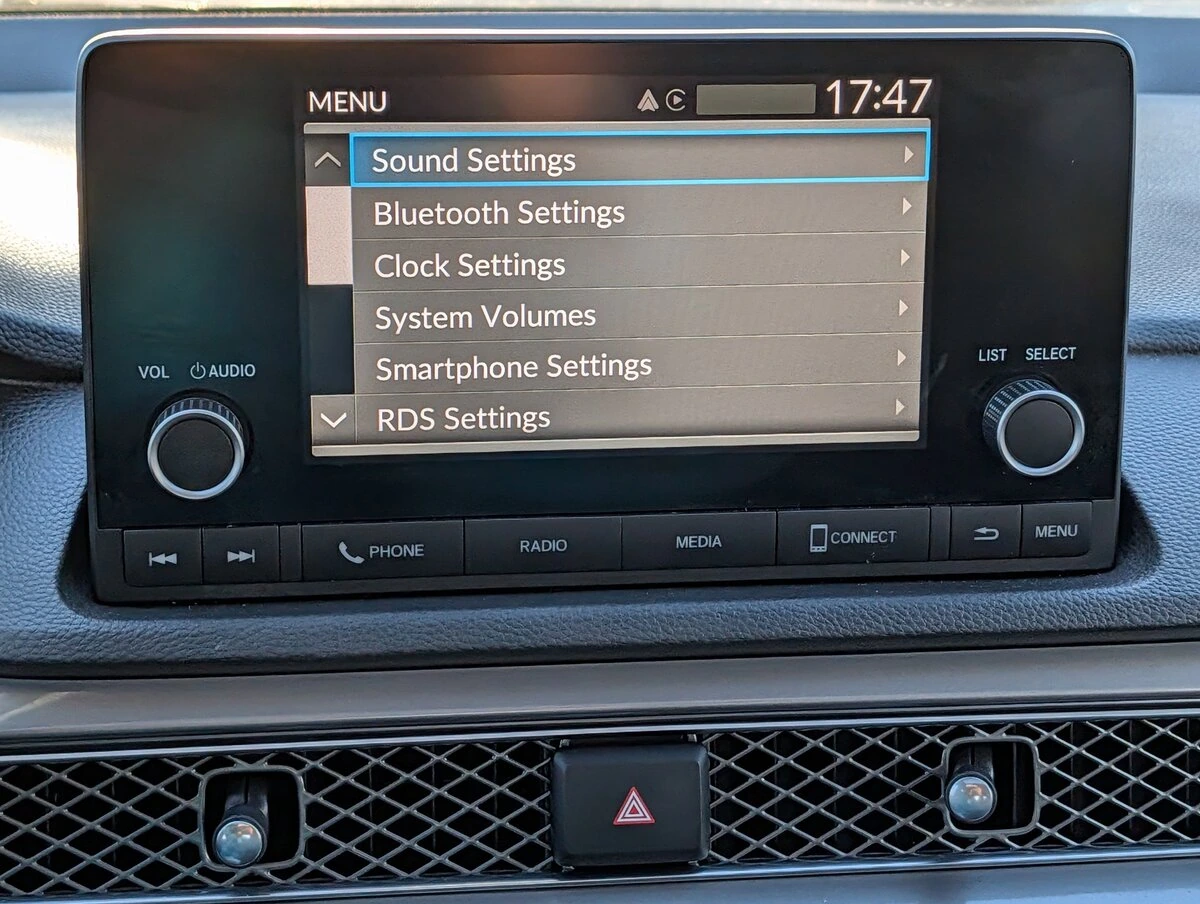 MENU 17:47
Sound Settings
Bluetooth Settings
Clock Settings
System Volumes
Smartphone Settings
RDS Settings
VOL AUDIO
LIST SELECT
PHONE RADIO MEDIA CONNECT MENU